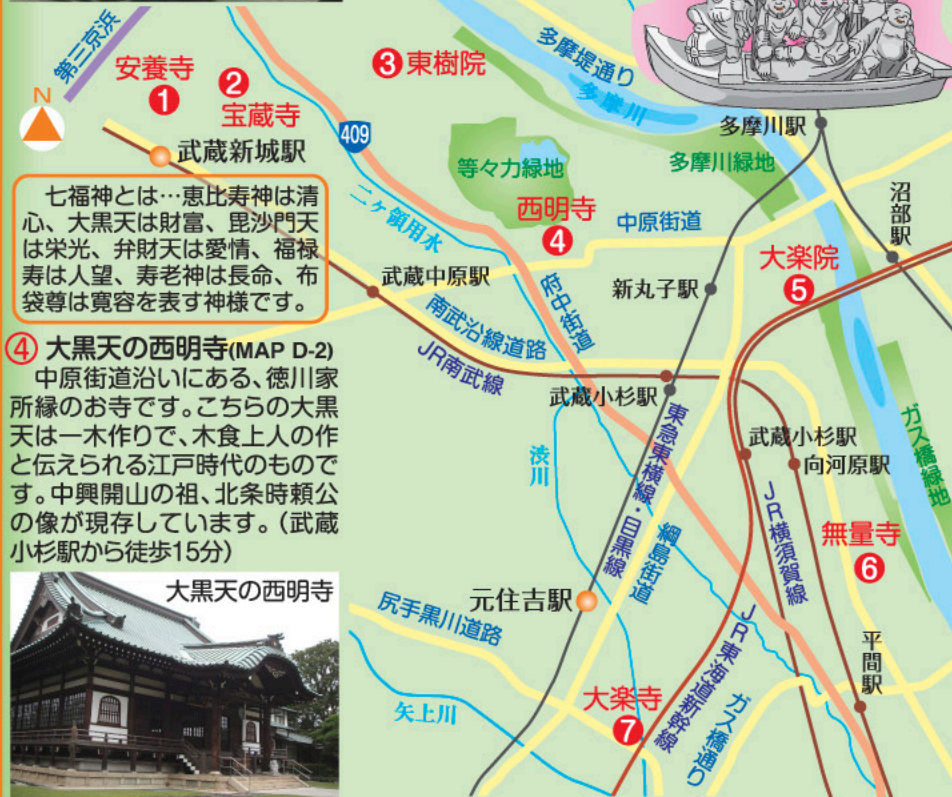 第三京浜
N
安養寺
①
②
宝蔵寺
③東樹院
多摩堤通り
多摩川
多摩川駅
409
武蔵新城駅
等々力緑地
多摩川緑地
沼部駅
七福神とは…恵比寿神は清
心、大黒天は財富、毘沙門天
は栄光、弁財天は愛情、福禄
寿は人望、寿老神は長命、布
袋尊は寛容を表す神様です。
二ヶ領用水
西明寺
④
中原街道
大楽院
⑤
武蔵中原駅
新丸子駅
府中街道
南武沿線道路
JR南武線
④ 大黒天の西明寺(MAP D-2)
中原街道沿いにある、徳川家
所縁のお寺です。こちらの大黒
天は一木作りで、木食上人の作
と伝えられる江戸時代のもので
す。中興開山の祖、北条時頼公
の像が現存しています。(武蔵
小杉駅から徒歩15分)
武蔵小杉駅
東急東横線・目黒線
武蔵小杉駅
向河原駅
ガス橋緑地
渋川
JR横須賀線
綱島街道
無量寺
⑥
大黒天の西明寺
元住吉駅
尻手黒川道路
JR東海道新幹線
平間駅
大楽寺
⑦
ガス橋通り
矢上川